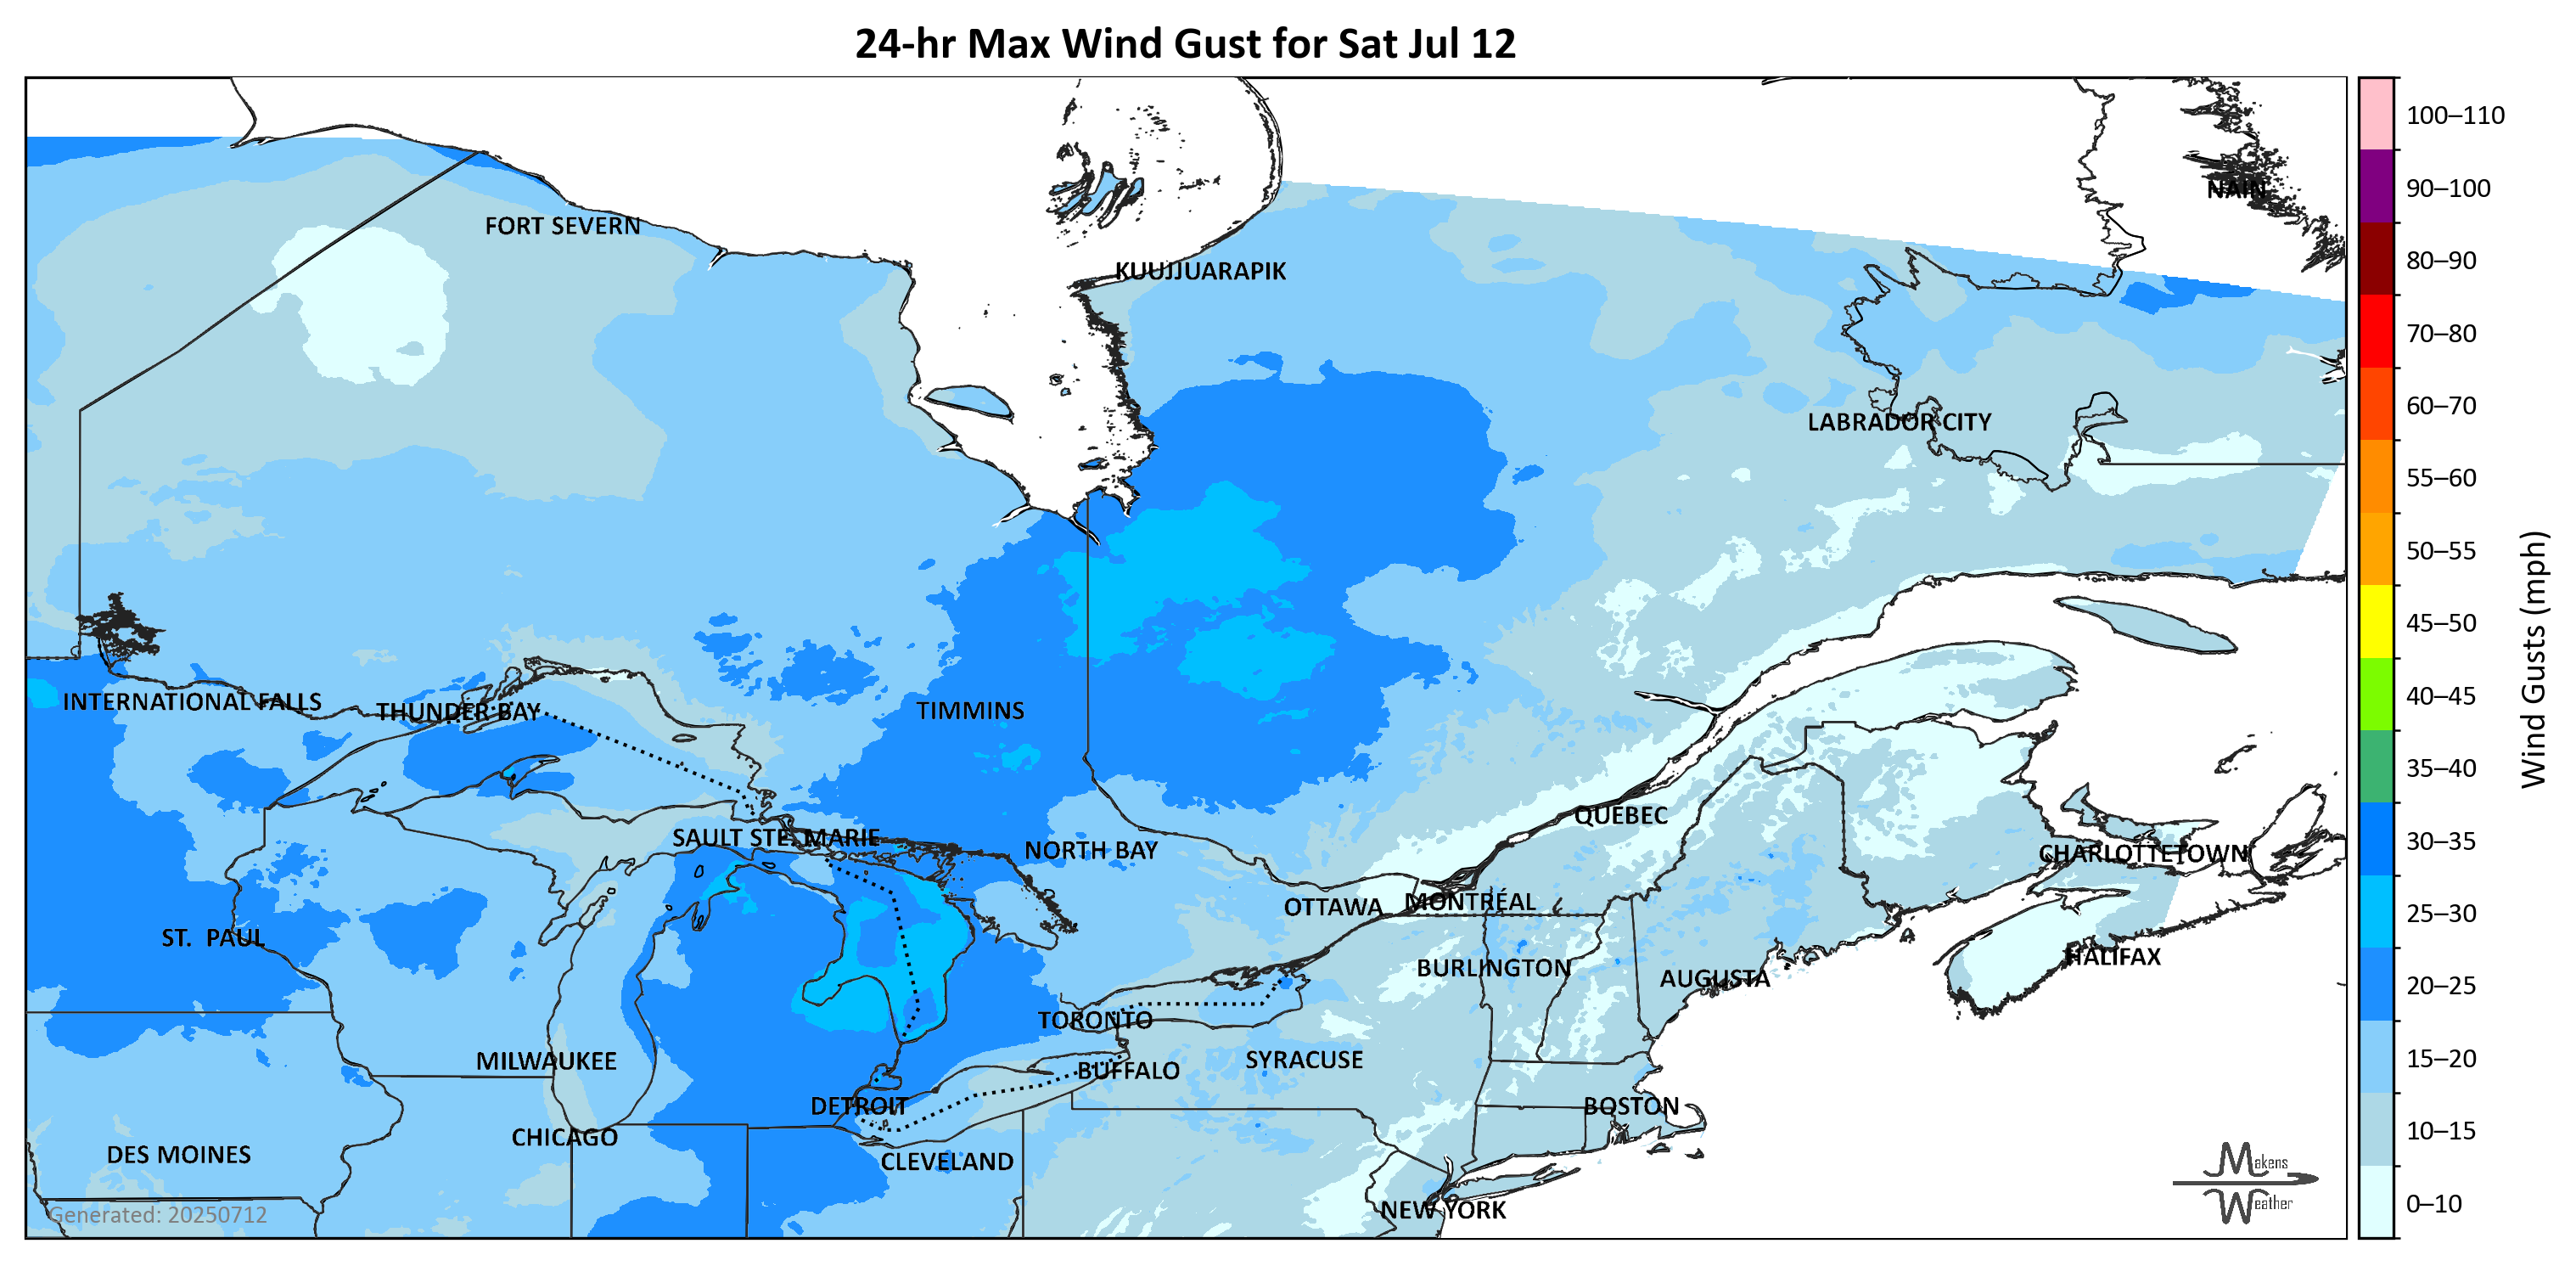 24-hr Max Wind Gust for Sat Jul 12
100–110
90–100
NAIN
FORT SEVERN
80–90
KUUJJUARAPIK
70–80
60–70
LABRADOR CITY
55–60
50–55
45–50
INTERNATIONAL FALLS
THUNDER BAY
TIMMINS
40–45
Wind Gusts (mph)
35–40
QUEBEC
SAULT STE. MARIE
NORTH BAY
CHARLOTTETOWN
30–35
OTTAWA
MONTRÉAL
25–30
ST. PAUL
HALIFAX
BURLINGTON
AUGUSTA
20–25
TORONTO
MILWAUKEE
SYRACUSE
15–20
BUFFALO
DETROIT
BOSTON
CHICAGO
10–15
DES MOINES
CLEVELAND
Makens
Weather
0–10
NEW YORK
Generated: 20250712